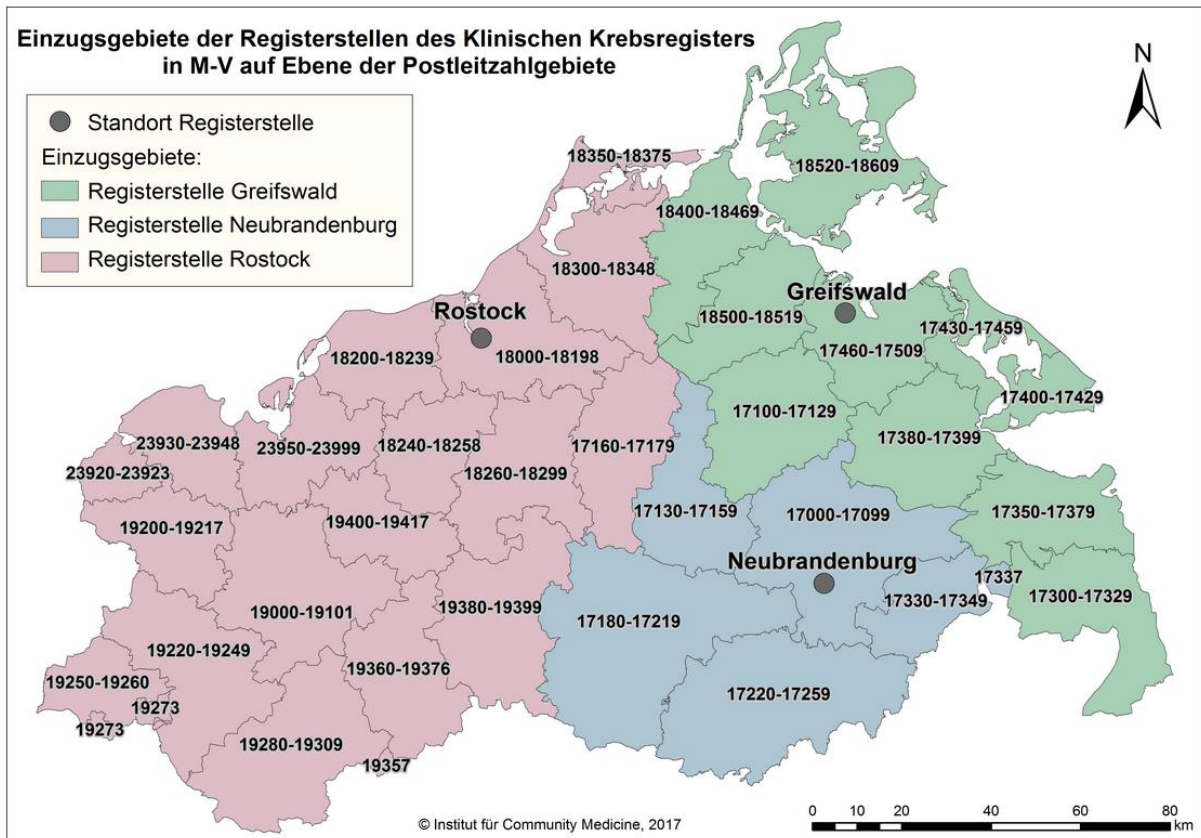 Einzugsgebiete der Registerstellen des Klinischen Krebsregisters
in M-V auf Ebene der Postleitzahlgebiete
N
Standort Registerstelle
Einzugsgebiete:
Registerstelle Greifswald
Registerstelle Neubrandenburg
Registerstelle Rostock
18350-18375
18520-18609
18400-18469
18300-18348
Greifswald
Rostock
18500-18519
17430-17459
18200-18239
18000-18198
17460-17509
17400-17429
17100-17129
23930-23948
23950-23999
18240-18258
17160-17179
17380-17399
23920-23923
18260-18299
19200-19217
19400-19417
17130-17159
17000-17099
17350-17379
Neubrandenburg
17337
19000-19101
19380-19399
17180-17219
17330-17349
17300-17329
19220-19249
19360-19376
19250-19260
17220-17259
19273
19273
19280-19309
19357
© Institut für Community Medicine, 2017
0 10 20 40 60 80
km